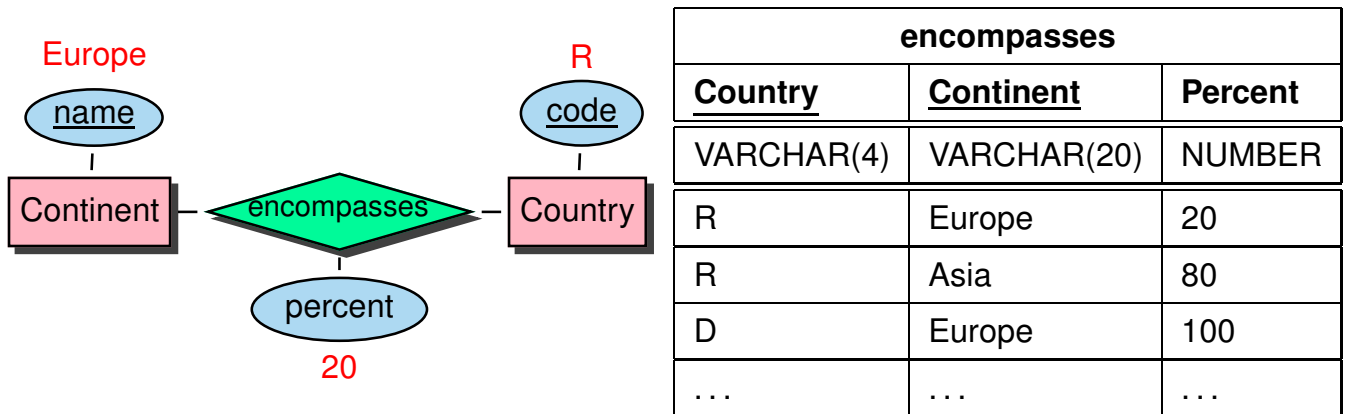 Europe
R
name
code
Continent
encompasses
Country
percent
20
encompasses
Country Continent Percent
VARCHAR(4) VARCHAR(20) NUMBER
R Europe 20
R Asia 80
D Europe 100
. . . . . . . . .